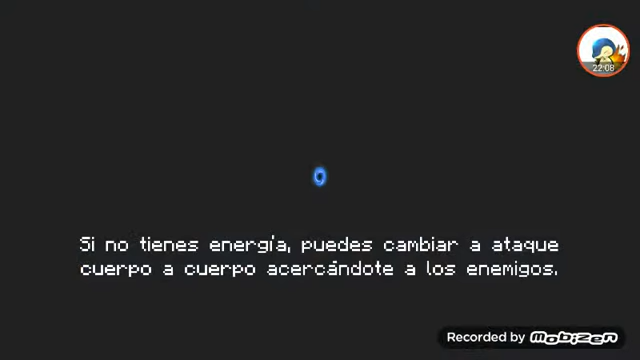 22:08
Si no tienes energía, puedes cambiar a ataque
cuerpo a cuerpo acercándote a los enemigos.
Recorded by mobizen